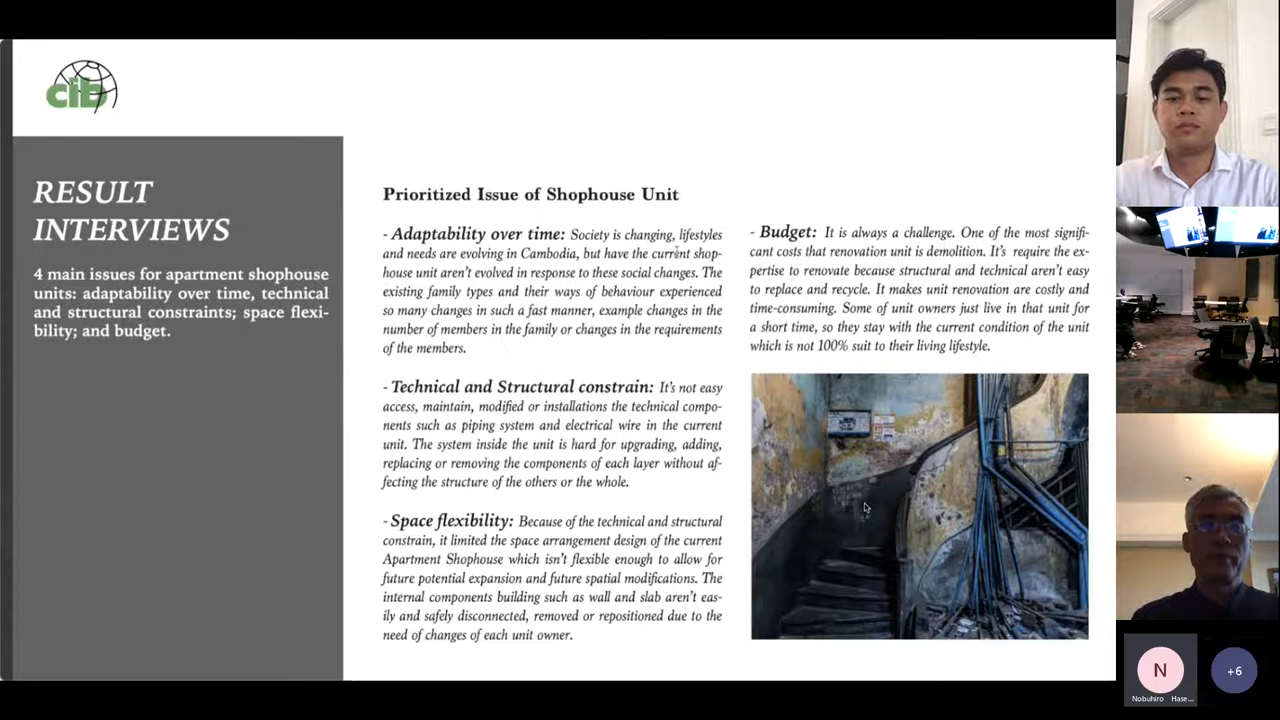 cib
RESULT
INTERVIEWS
4 main issues for apartment shophouse
units: adaptability over time, technical
and structural constraints; space flexi-
bility; and budget.
Prioritized Issue of Shophouse Unit
- Adaptability over time: Society is changing, lifestyles
and needs are evolving in Cambodia, but have the current shop-
house unit aren't evolved in response to these social changes. The
existing family types and their ways of behaviour experienced
so many changes in such a fast manner, example changes in the
number of members in the family or changes in the requirements
of the members.
- Technical and Structural constrain: It's not easy
access, maintain, modified or installations the technical compo-
nents such as piping system and electrical wire in the current
unit. The system inside the unit is hard for upgrading, adding,
replacing or removing the components of each layer without af-
fecting the structure of the others or the whole.
- Space flexibility: Because of the technical and structural
constrain, it limited the space arrangement design of the current
Apartment Shophouse which isn't flexible enough to allow for
future potential expansion and future spatial modifications. The
internal components building such as wall and slab aren't eas-
ily and safely disconnected, removed or repositioned due to the
need of changes of each unit owner.
- Budget: It is always a challenge. One of the most signifi-
cant costs that renovation unit is demolition. It's require the ex-
pertise to renovate because structural and technical aren't easy
to replace and recycle. It makes unit renovation are costly and
time-consuming. Some of unit owners just live in that unit for
a short time, so they stay with the current condition of the unit
which is not 100% suit to their living lifestyle.
N
Nobuhiro Hase...
+6